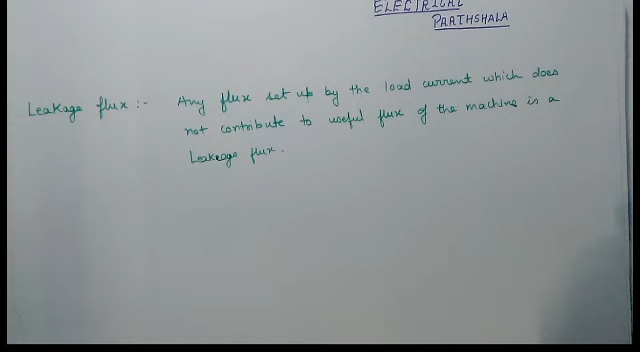 ELECTRICAL
PARTHSHALA
Leakage flux :- Any flux set up by the load current which does
not contribute to useful flux of the machine is a
Leakage flux.